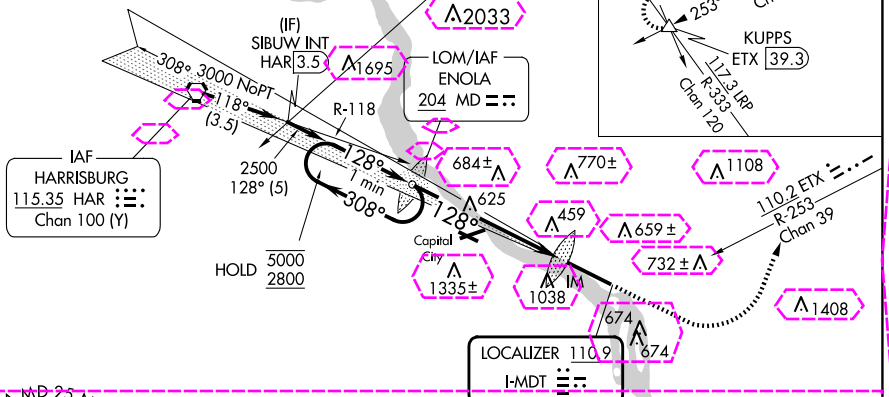 2033
(IF)
SIBUW INT
HAR 3.5
1695
308° 3000 NoPT
118°
(3.5)
R-118
2500
128° (5)
LOM/IAF
ENOLA
204 MD
IAF
HARRISBURG
115.35 HAR
Chan 100 (Y)
128°
1 min
308°
128°
HOLD 5000
2800
684±
625
770±
1108
459
659±
732±
Capital
City
1335±
1038
IM
674
674
1408
110.2 ETX
R-253
Chan 39
LOCALIZER 110.9
I-MDT
253°
KUPPS
ETX 39.3
117.3 LRP
R-333
Chan 120